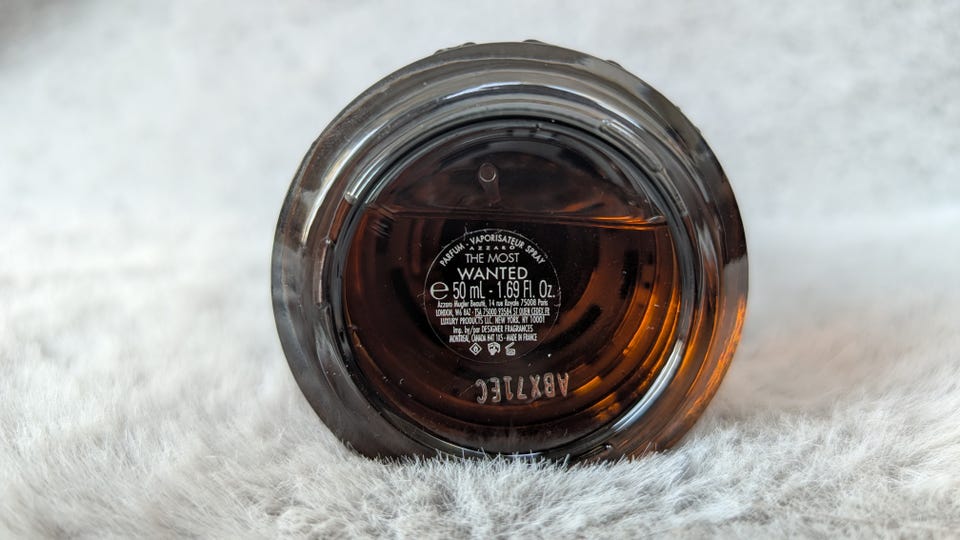 PARFUM - VAPORISATEUR SPRAY
AZZARO
THE MOST
WANTED
℮ 50 mL - 1.69 Fl. Oz.
Azzaro Mugler Beauté, 14 rue Royale 75008 Paris
LONDON, W6 8AZ - TSA 75000 93584 ST OUEN CEDEX FR
LUXURY PRODUCTS LLC. NEW YORK, NY 10001
Imp. by/par DESIGNER FRAGRANCES
MONTREAL, CANADA H4T 1K5 - MADE IN FRANCE
ABX71EC